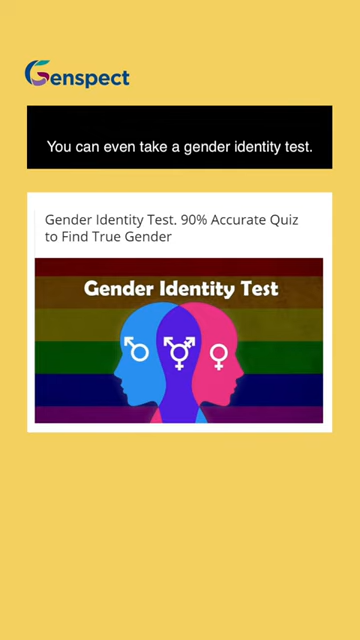 Genspect
You can even take a gender identity test.
Gender Identity Test. 90% Accurate Quiz
to Find True Gender
Gender Identity Test